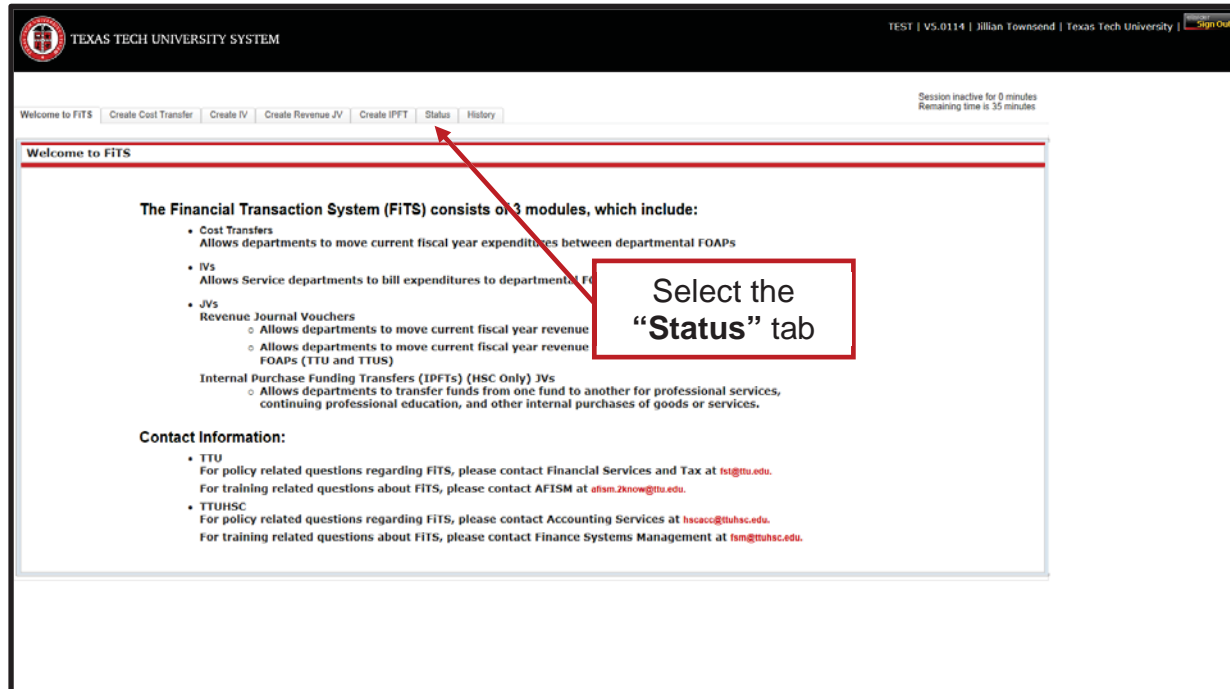 TEXAS TECH UNIVERSITY SYSTEM
TEST | V5.0114 | Jillian Townsend | Texas Tech University |
Sign Out
Session inactive for 0 minutes
Remaining time is 35 minutes
Welcome to FiTS | Create Cost Transfer | Create IV | Create Revenue JV | Create IPFT | Status | History
Welcome to FiTS
The Financial Transaction System (FiTS) consists of 3 modules, which include:
• Cost Transfers
Allows departments to move current fiscal year expenditures between departmental FOAPs
• IVs
Allows Service departments to bill expenditures to departmental
• JVs
Revenue Journal Vouchers
o Allows departments to move current fiscal year revenue
o Allows departments to move current fiscal year revenue
FOAPs (TTU and TTUS)
Internal Purchase Funding Transfers (IPFTs) (HSC Only) JVs
o Allows departments to transfer funds from one fund to another for professional services,
continuing professional education, and other internal purchases of goods or services.
Select the
“Status” tab
Contact Information:
• TTU
For policy related questions regarding FiTS, please contact Financial Services and Tax at fst@ttu.edu.
For training related questions about FiTS, please contact AFISM at afism.2know@ttu.edu.
• TTUHSC
For policy related questions regarding FiTS, please contact Accounting Services at hscacc@ttuhsc.edu.
For training related questions about FiTS, please contact Finance Systems Management at fsm@ttuhsc.edu.